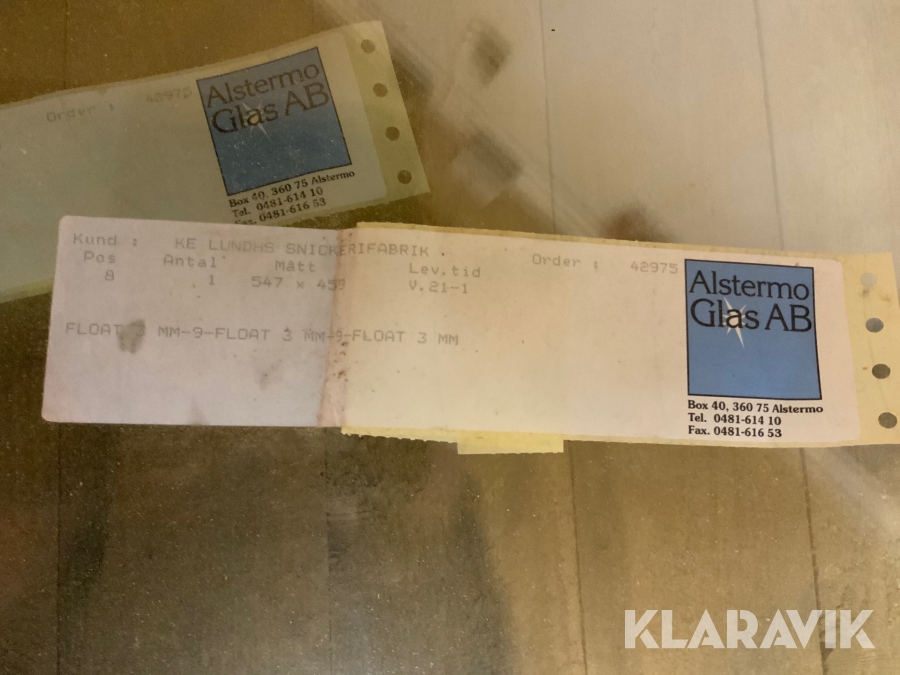 Order : 42975
Alstermo
Glas AB
Box 40, 360 75 Alstermo
Tel. 0481-614 10
Fax. 0481-616 53
Kund : KE LUNDHS SNICKERIFABRIK Order : 42975
Pos Antal Mått Lev.tid
8 1 547 x 459 V.21-1
FLOAT 3 MM-9-FLOAT 3 MM-9-FLOAT 3 MM
Alstermo
Glas AB
Box 40, 360 75 Alstermo
Tel. 0481-614 10
Fax. 0481-616 53
KLARAVIK